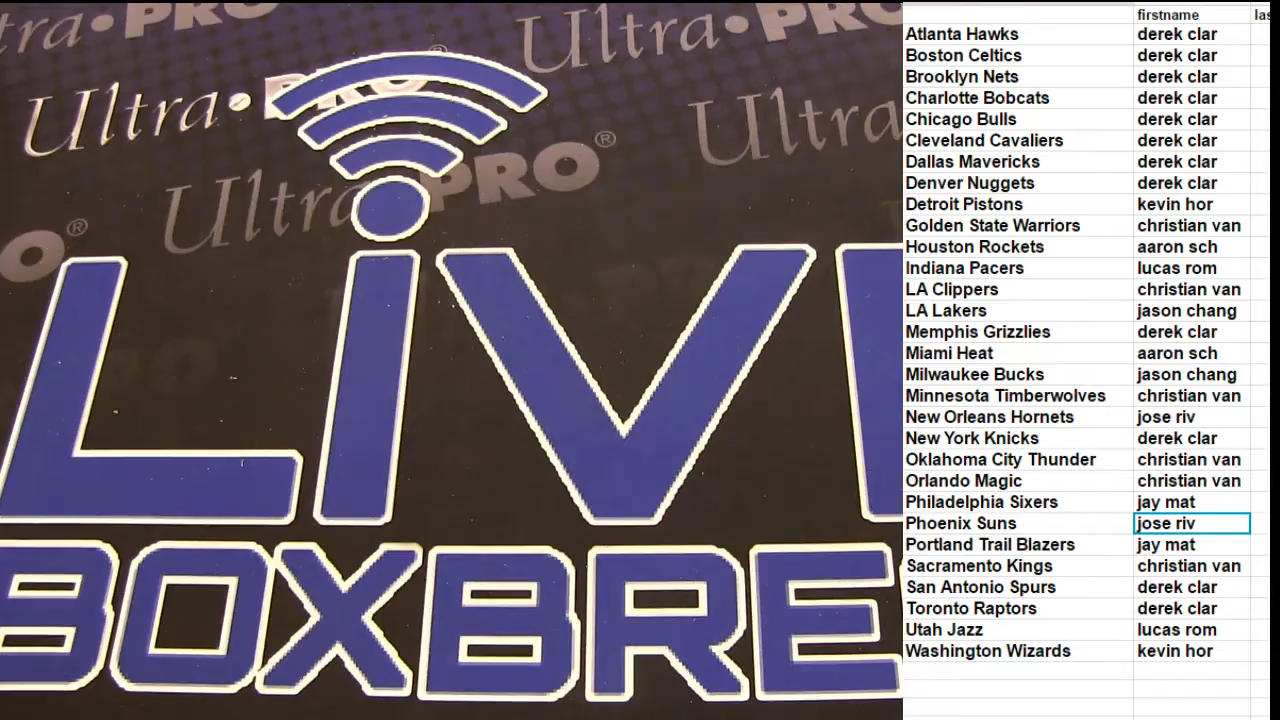 tra•PRO
Ultra•PRO
Ultra•PRO®
Ultra
Ultra PRO®
O®
LiV
BOXBRE
firstname las
Atlanta Hawks derek clar
Boston Celtics derek clar
Brooklyn Nets derek clar
Charlotte Bobcats derek clar
Chicago Bulls derek clar
Cleveland Cavaliers derek clar
Dallas Mavericks derek clar
Denver Nuggets derek clar
Detroit Pistons kevin hor
Golden State Warriors christian van
Houston Rockets aaron sch
Indiana Pacers lucas rom
LA Clippers christian van
LA Lakers jason chang
Memphis Grizzlies derek clar
Miami Heat aaron sch
Milwaukee Bucks jason chang
Minnesota Timberwolves christian van
New Orleans Hornets jose riv
New York Knicks derek clar
Oklahoma City Thunder christian van
Orlando Magic christian van
Philadelphia Sixers jay mat
Phoenix Suns jose riv
Portland Trail Blazers jay mat
Sacramento Kings christian van
San Antonio Spurs derek clar
Toronto Raptors derek clar
Utah Jazz lucas rom
Washington Wizards kevin hor